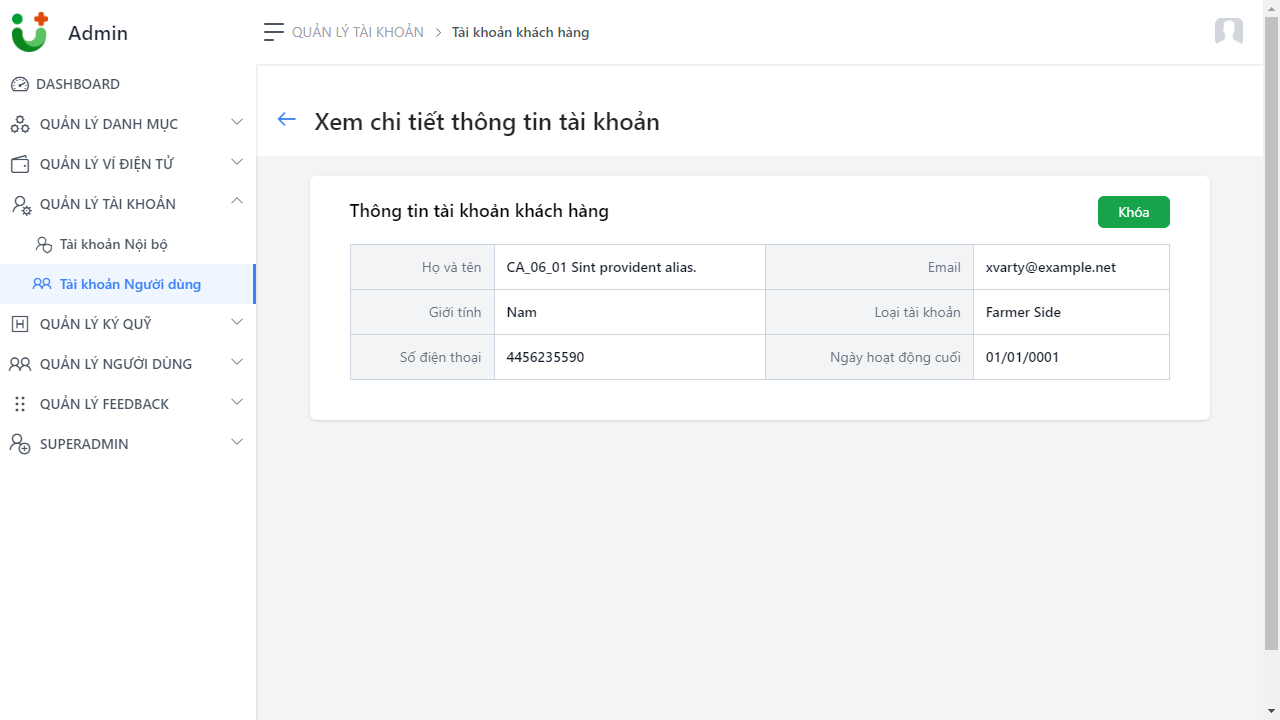 Admin
DASHBOARD
QUẢN LÝ DANH MỤC
QUẢN LÝ VÍ ĐIỆN TỬ
QUẢN LÝ TÀI KHOẢN
Tài khoản Nội bộ
Tài khoản Người dùng
QUẢN LÝ KÝ QUỸ
QUẢN LÝ NGƯỜI DÙNG
QUẢN LÝ FEEDBACK
SUPERADMIN
QUẢN LÝ TÀI KHOẢN > Tài khoản khách hàng
Xem chi tiết thông tin tài khoản
Thông tin tài khoản khách hàng
Khóa
Họ và tên CA_06_01 Sint provident alias. Email xvarty@example.net
Giới tính Nam Loại tài khoản Farmer Side
Số điện thoại 4456235590 Ngày hoạt động cuối 01/01/0001